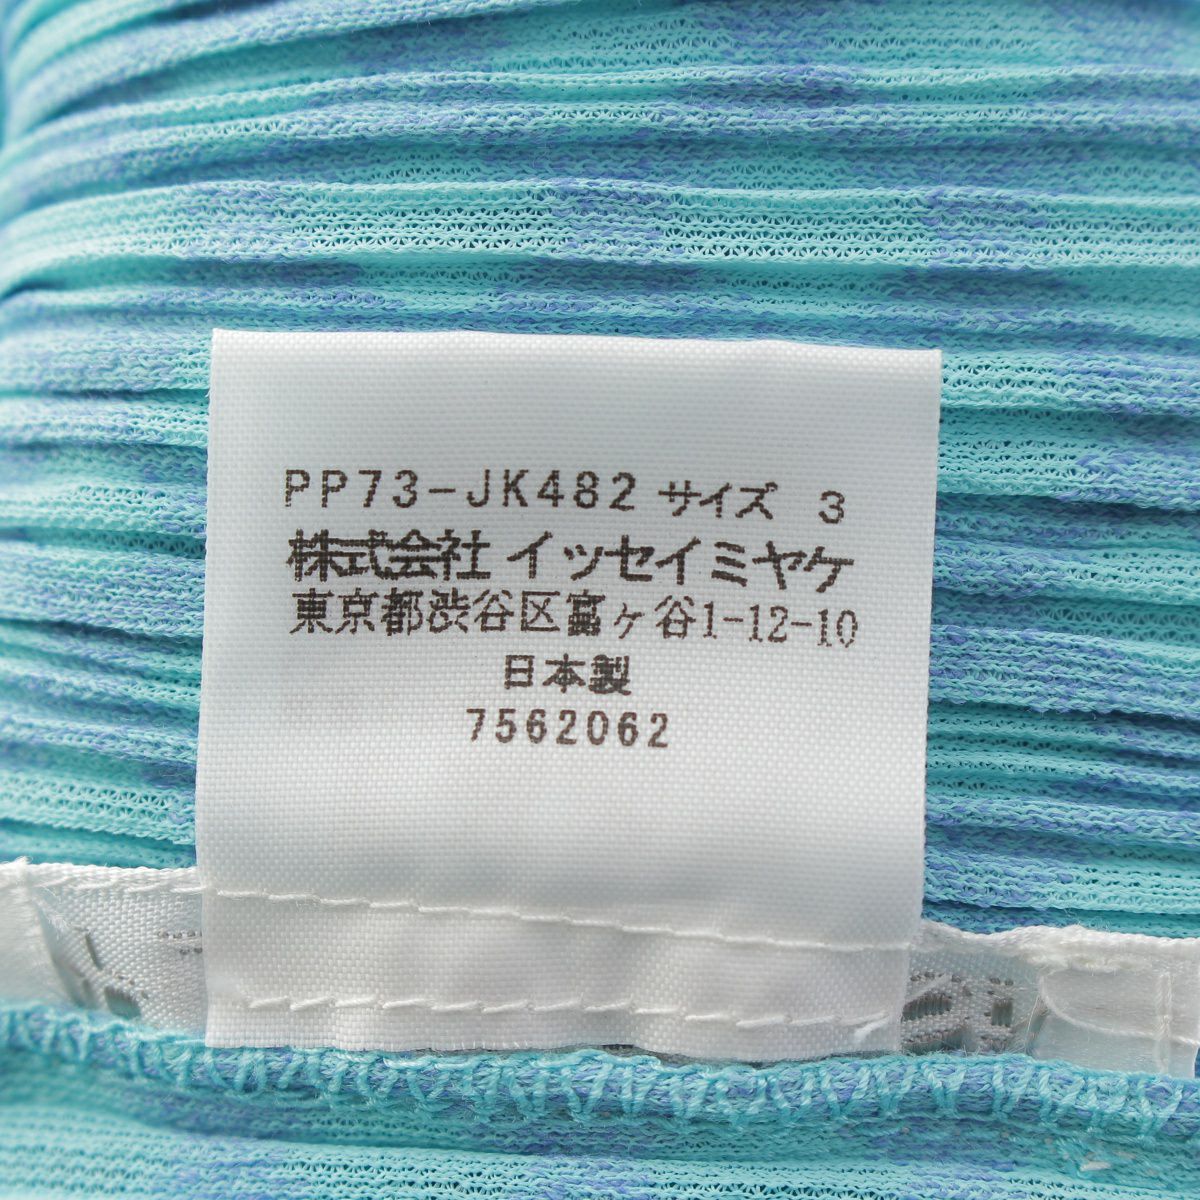 PP73-JK482 サイズ 3
株式会社 イッセイミヤケ
東京都渋谷区富ヶ谷1-12-10
日本製
7562062